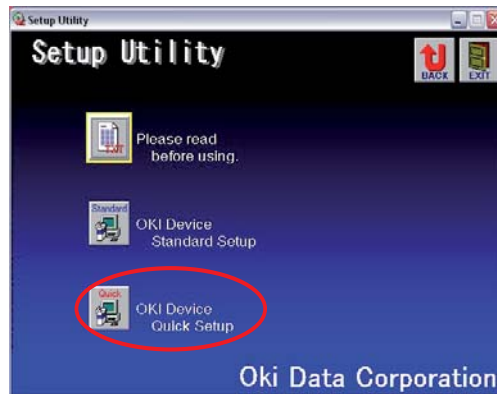 Setup Utility
Setup Utility
BACK
EXIT
TXT
Please read
before using.
Standard
OKI Device
Standard Setup
Quick
OKI Device
Quick Setup
Oki Data Corporation